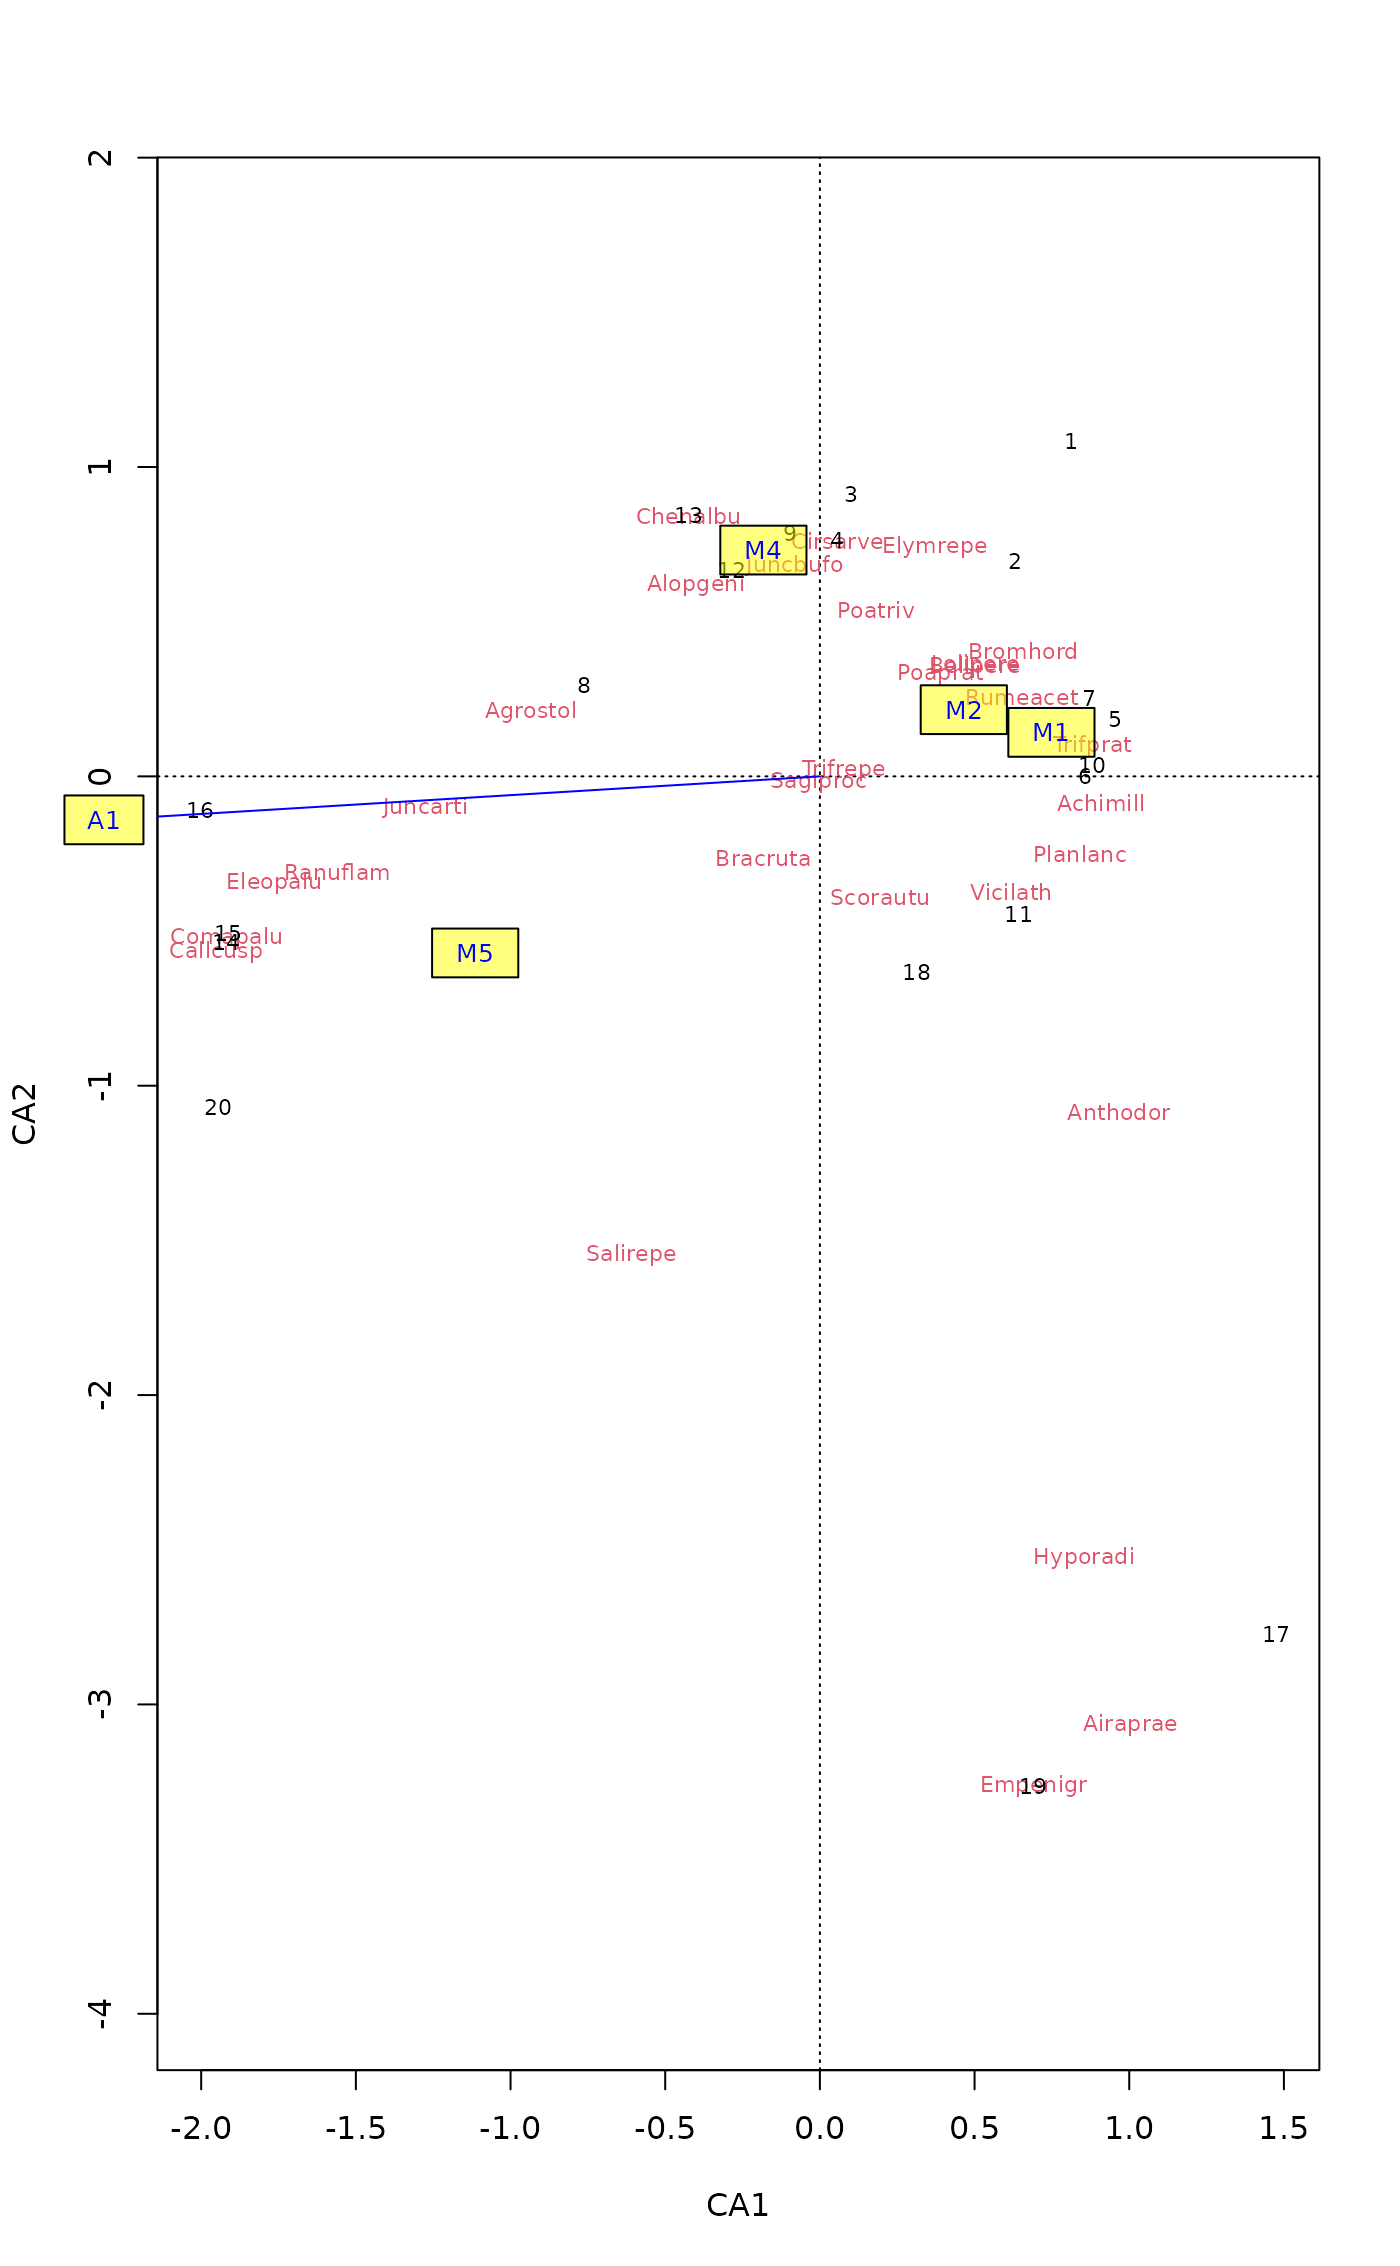 2
1
1
3
Chenalbu
13
9
4
Cirsarve
Elymrepe
M4
2
Juncbufo
12
Alopgeni
Poatriv
Bromhord
Lolipere
Bellpere
Poaprat
8
Rumeacet
7
Agrostol
M2
5
M1
Trifprat
10
Trifrepe
0
6
Sagiproc
Achimill
Juncarti
16
A1
Planlanc
Bracruta
Ranuflam
Eleopalu
Vicilath
Scorautu
11
15
Comapalu
14
Callcusp
M5
18
-1
20
Anthodor
CA2
Salirepe
-2
Hyporadi
17
-3
Airaprae
Empenigr
19
-4
-2.0 -1.5 -1.0 -0.5 0.0 0.5 1.0 1.5
CA1